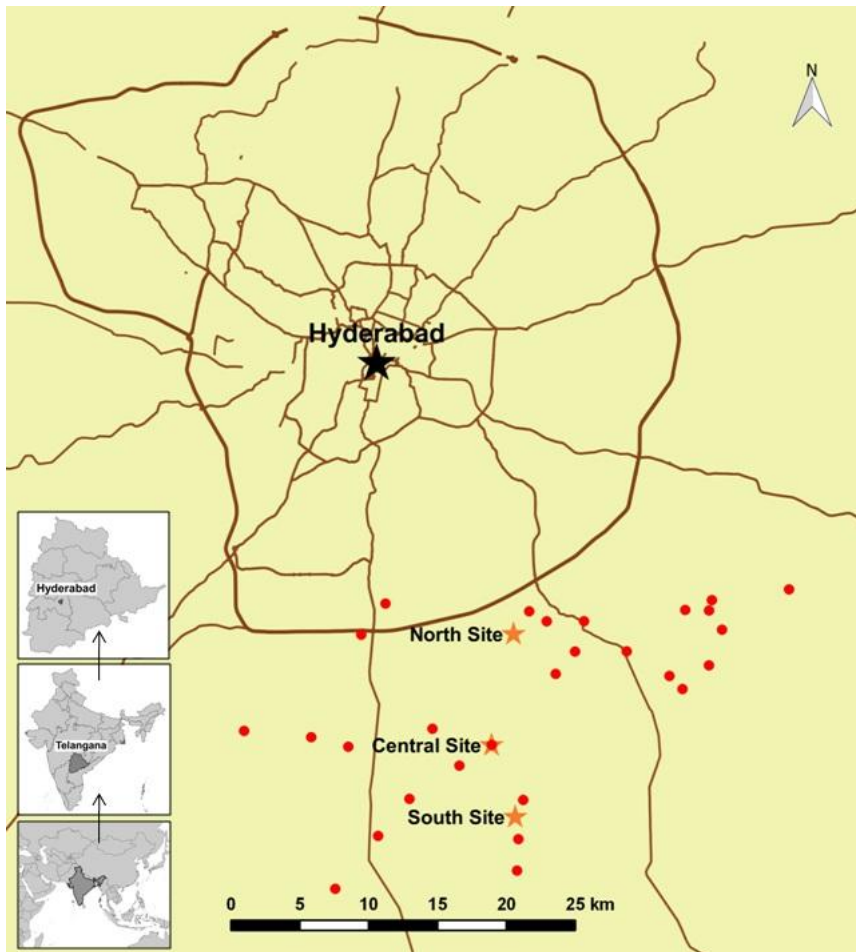 N
Hyderabad
Hyderabad
North Site
Telangana
Central Site
South Site
0 5 10 15 20 25 km